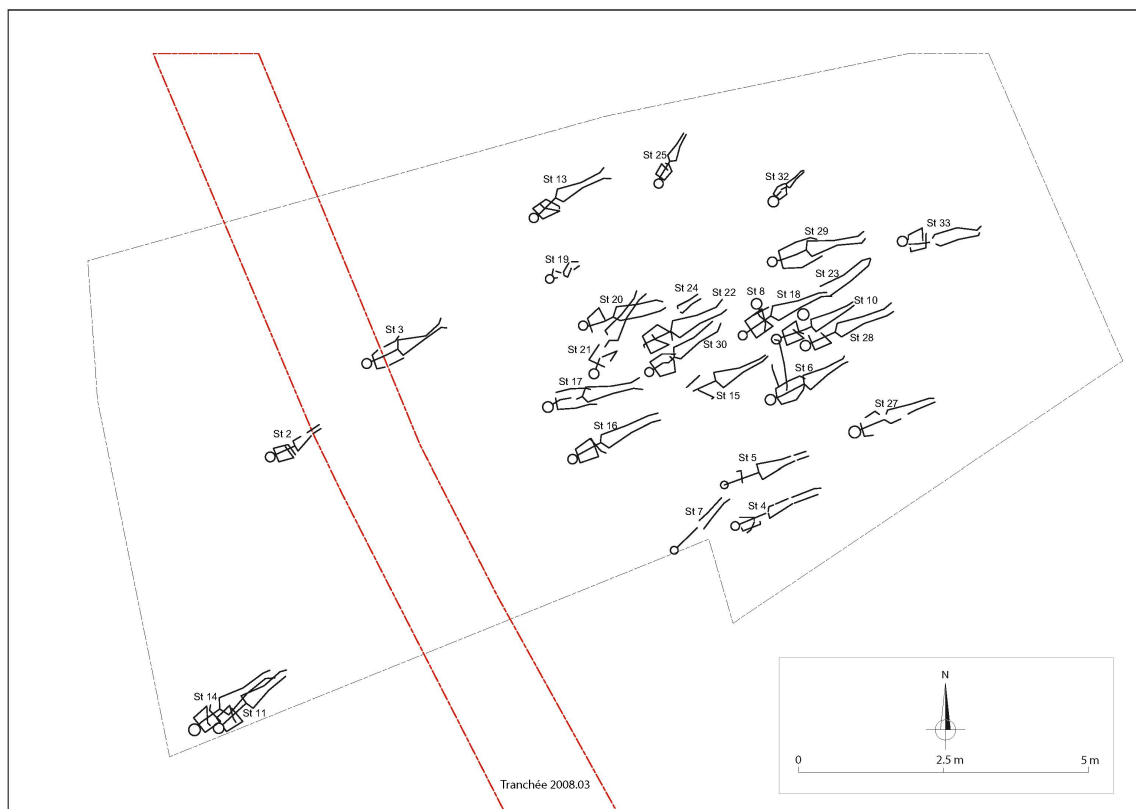 St 25
St 13
St 32
St 33
St 29
St 19
St 23
St 24
St 22
St 8
St 18
St 20
St 10
St 3
St 28
St 21
St 30
St 17
St 6
St 15
St 27
St 16
St 2
St 5
St 7
St 4
St 14
St 11
N
0
2.5 m
5 m
Tranchée 2008.03